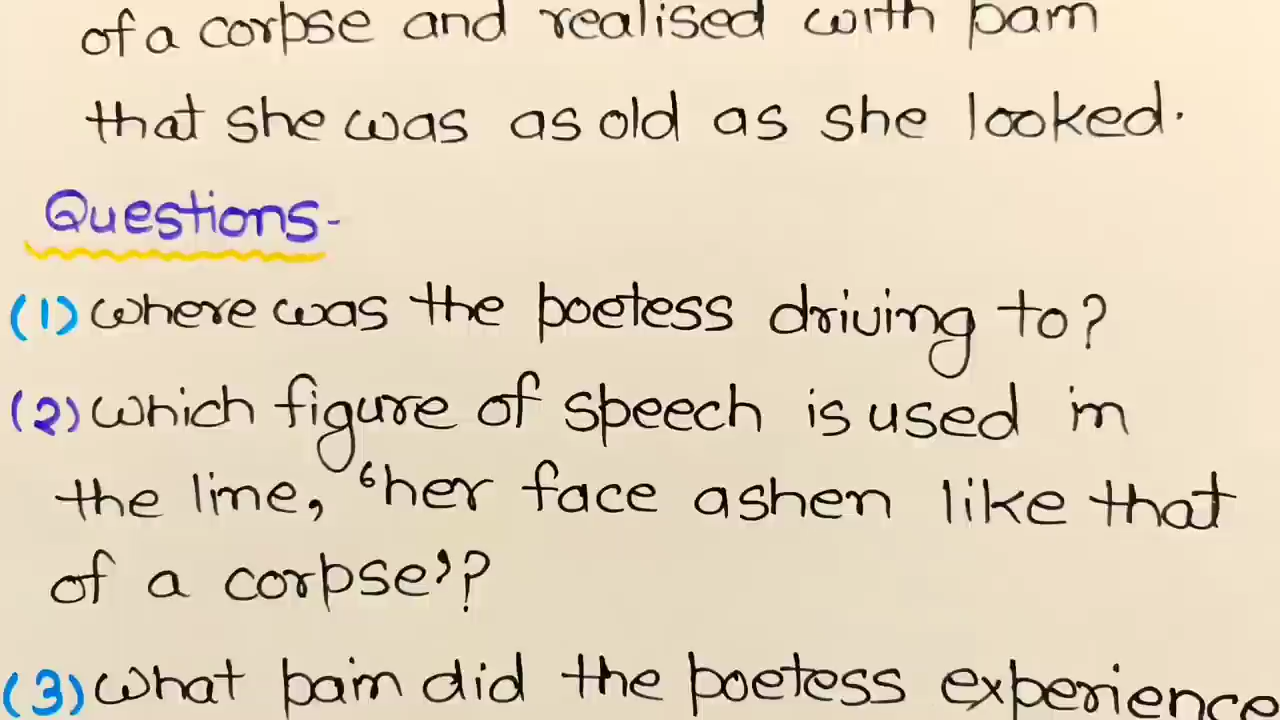 of a corpse and realised with pain
that she was as old as she looked.
Questions-
(1) where was the poetess driving to?
(2) which figure of speech is used in
the line, 'her face ashen like that
of a corpse'?
(3) what pain did the poetess experience